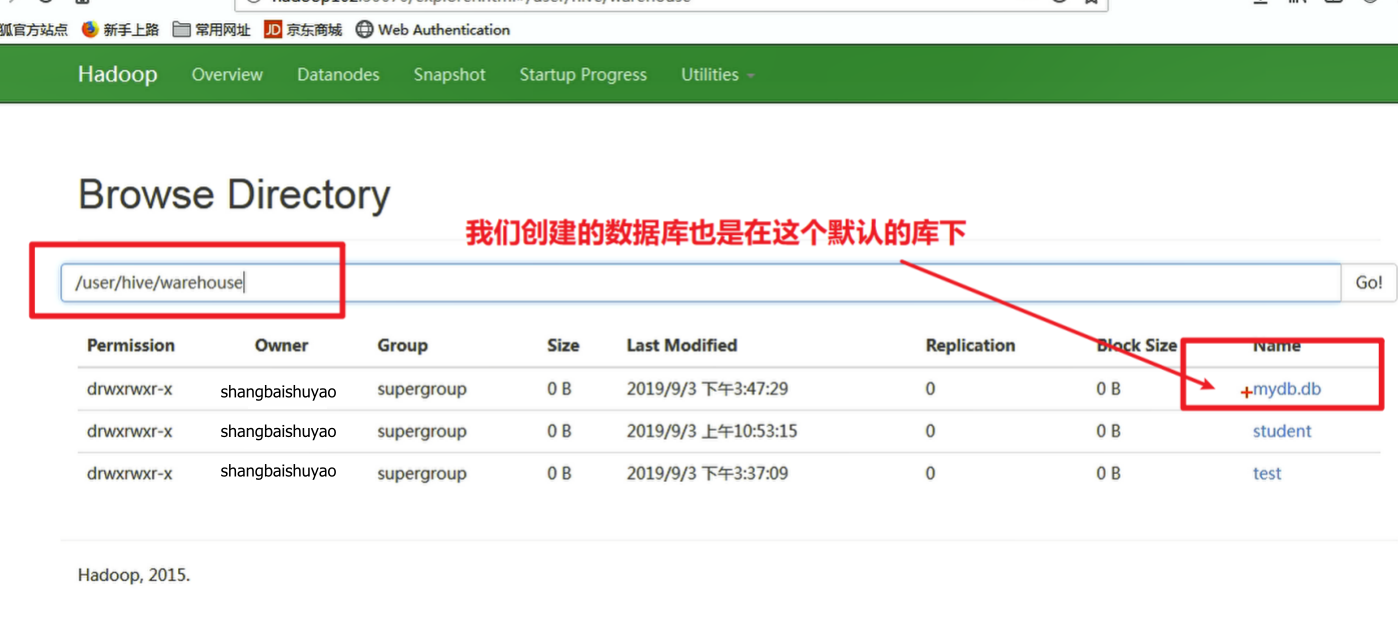 狐官方站点 新手上路 常用网址 JD 京东商城 Web Authentication
Hadoop Overview Datanodes Snapshot Startup Progress Utilities
Browse Directory
我们创建的数据库也是在这个默认的库下
/user/hive/warehouse Go!
Permission Owner Group Size Last Modified Replication Block Size Name
drwxrwxr-x shangbaishuyao supergroup 0 B 2019/9/3 下午3:47:29 0 0 B mydb.db
drwxrwxr-x shangbaishuyao supergroup 0 B 2019/9/3 上午10:53:15 0 0 B student
drwxrwxr-x shangbaishuyao supergroup 0 B 2019/9/3 下午3:37:09 0 0 B test
Hadoop, 2015.